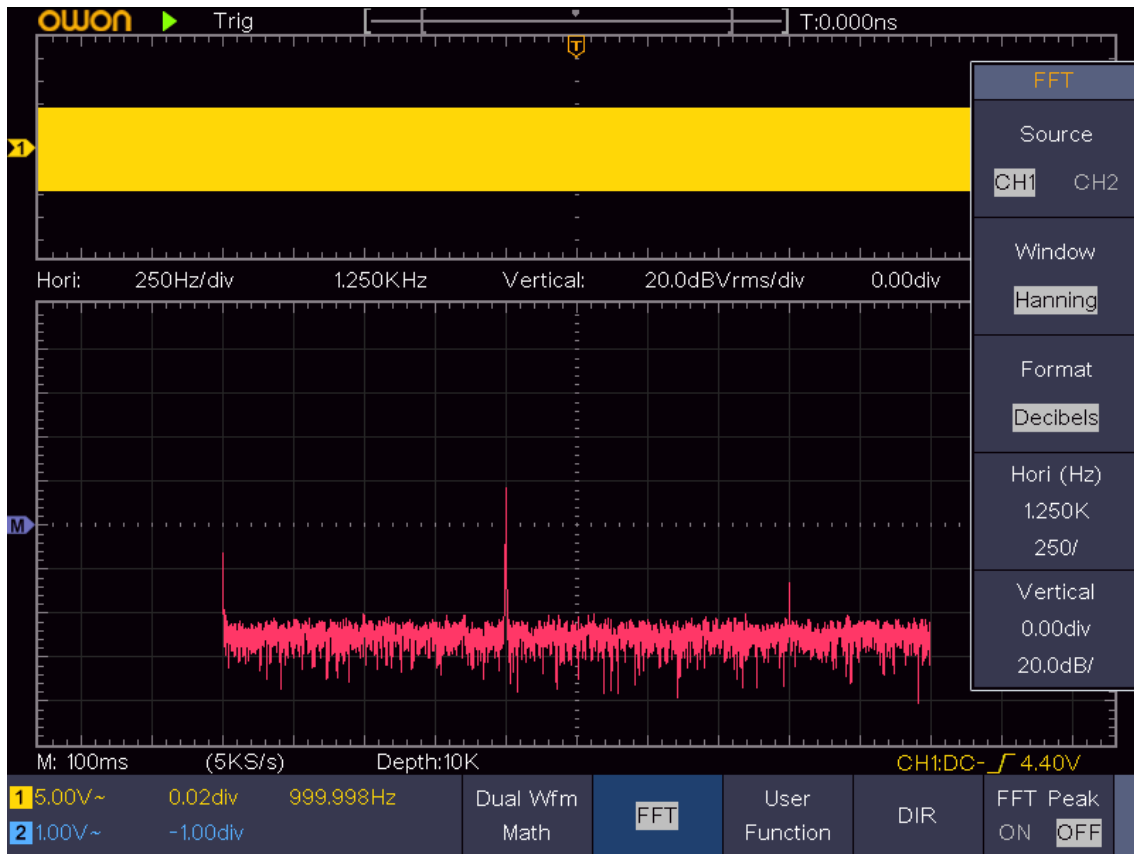 owon Trig T:0.000ns
T
FFT
Source
1
CH1 CH2
Window
Hori: 250Hz/div 1.250KHz Vertical: 20.0dBVrms/div 0.00div
Hanning
Format
Decibels
Hori (Hz)
1.250K
M
250/
Vertical
0.00div
20.0dB/
M: 100ms (5KS/s) Depth:10K CH1:DC- 4.40V
1 5.00V~ 0.02div 999.998Hz
2 1.00V~ -1.00div
Dual Wfm
Math
FFT
User
Function
DIR
FFT Peak
ON OFF